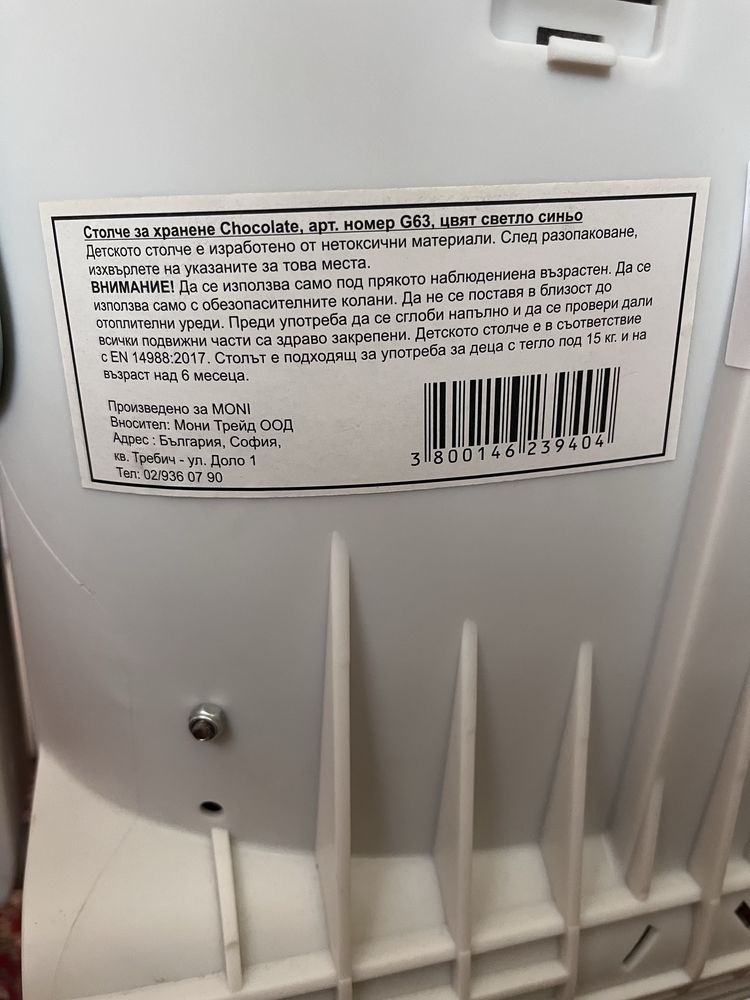 Столче за хранене Chocolate, арт. номер G63, цвят светло синьо
Детското столче е изработено от нетоксични материали. След разопаковане,
изхвърлете на указаните за това места.
ВНИМАНИЕ! Да се използва само под прякото наблюдениена възрастен. Да се
използва само с обезопасителните колани. Да не се поставя в близост до
отоплителни уреди. Преди употреба да се сглоби напълно и да се провери дали
всички подвижни части са здраво закрепени. Детското столче е в съответствие
с EN 14988:2017. Столът е подходящ за употреба за деца с тегло под 15 кг. и на
възраст над 6 месеца.
Произведено за MONI
Вносител: Мони Трейд ООД
Адрес : България, София,
кв. Требич - ул. Доло 1
Тел: 02/936 07 90
3 800146 239404